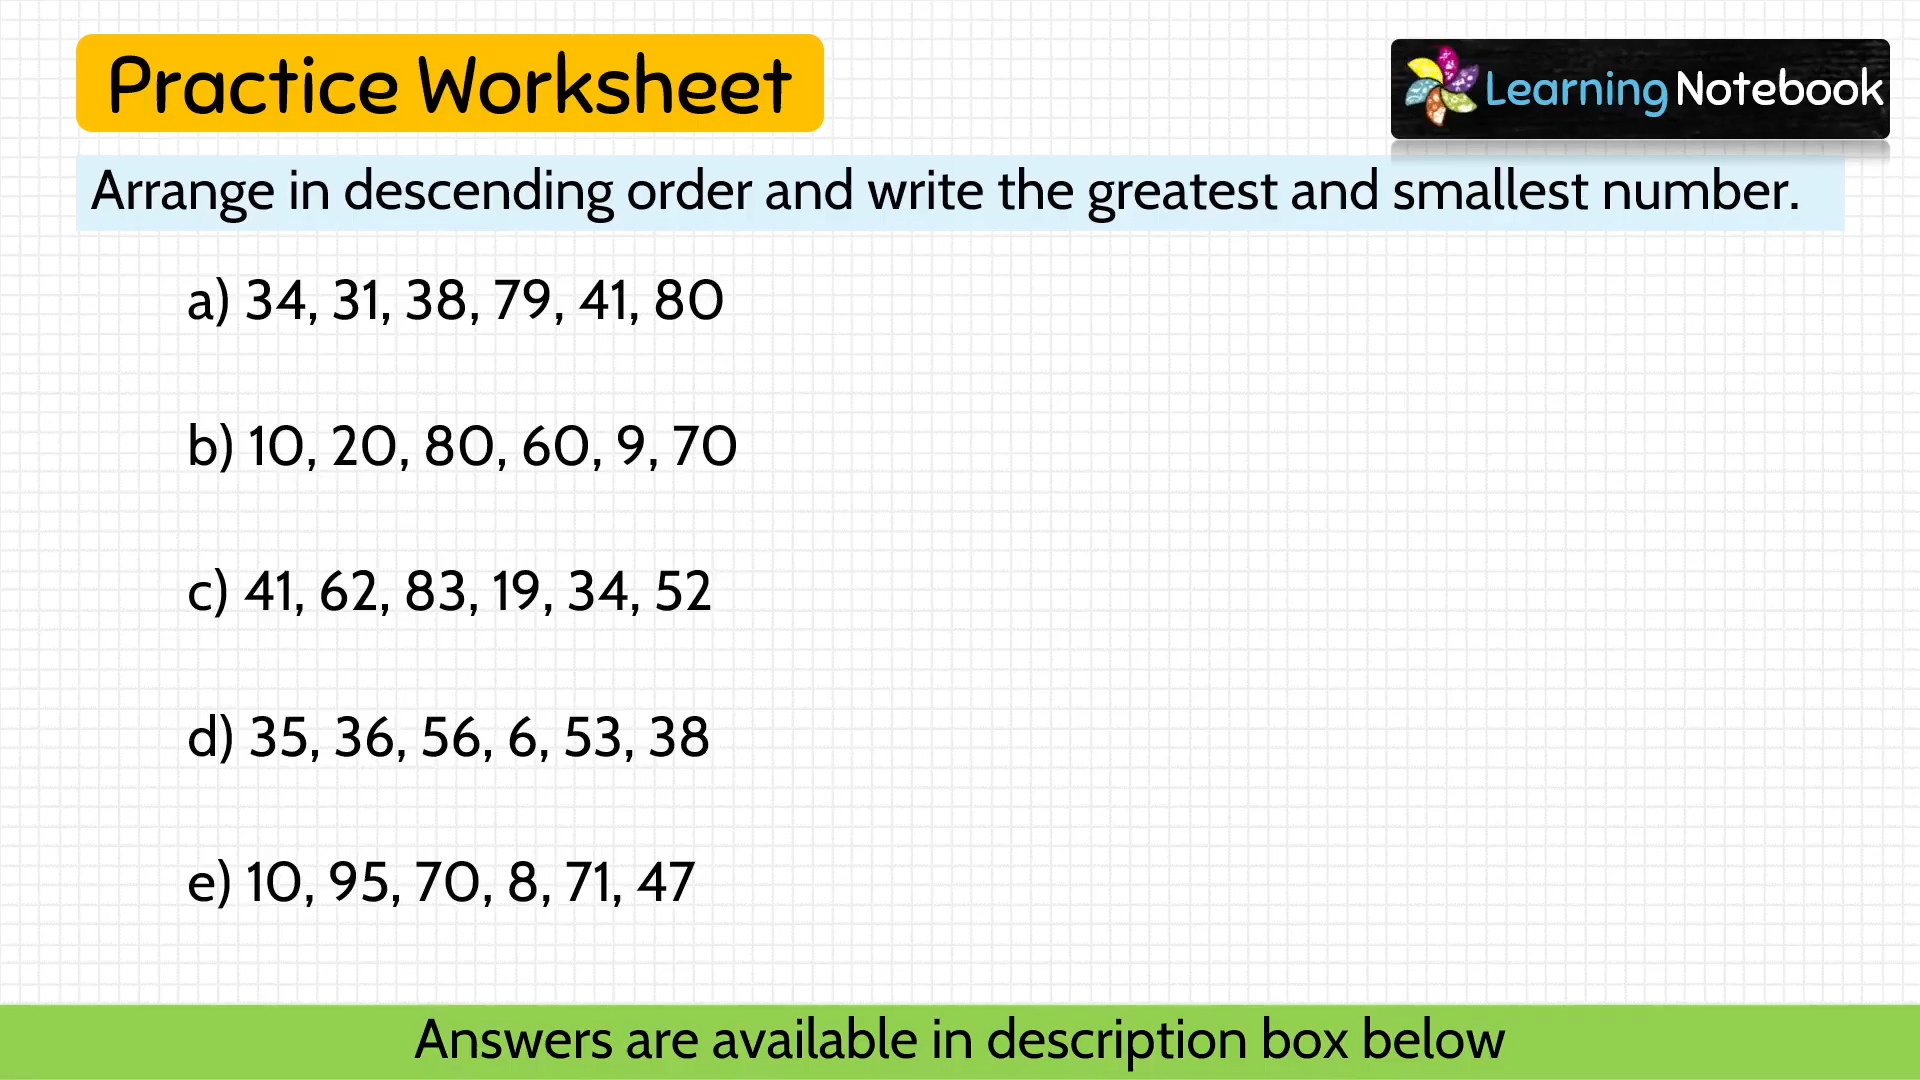 Practice Worksheet
Learning Notebook
Arrange in descending order and write the greatest and smallest number.
a) 34, 31, 38, 79, 41, 80
b) 10, 20, 80, 60, 9, 70
c) 41, 62, 83, 19, 34, 52
d) 35, 36, 56, 6, 53, 38
e) 10, 95, 70, 8, 71, 47
Answers are available in description box below